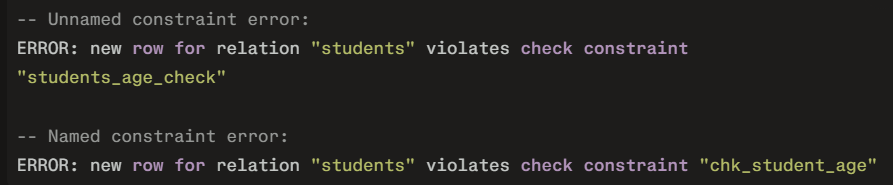 -- Unnamed constraint error:
ERROR: new row for relation "students" violates check constraint
"students_age_check"
-- Named constraint error:
ERROR: new row for relation "students" violates check constraint "chk_student_age"